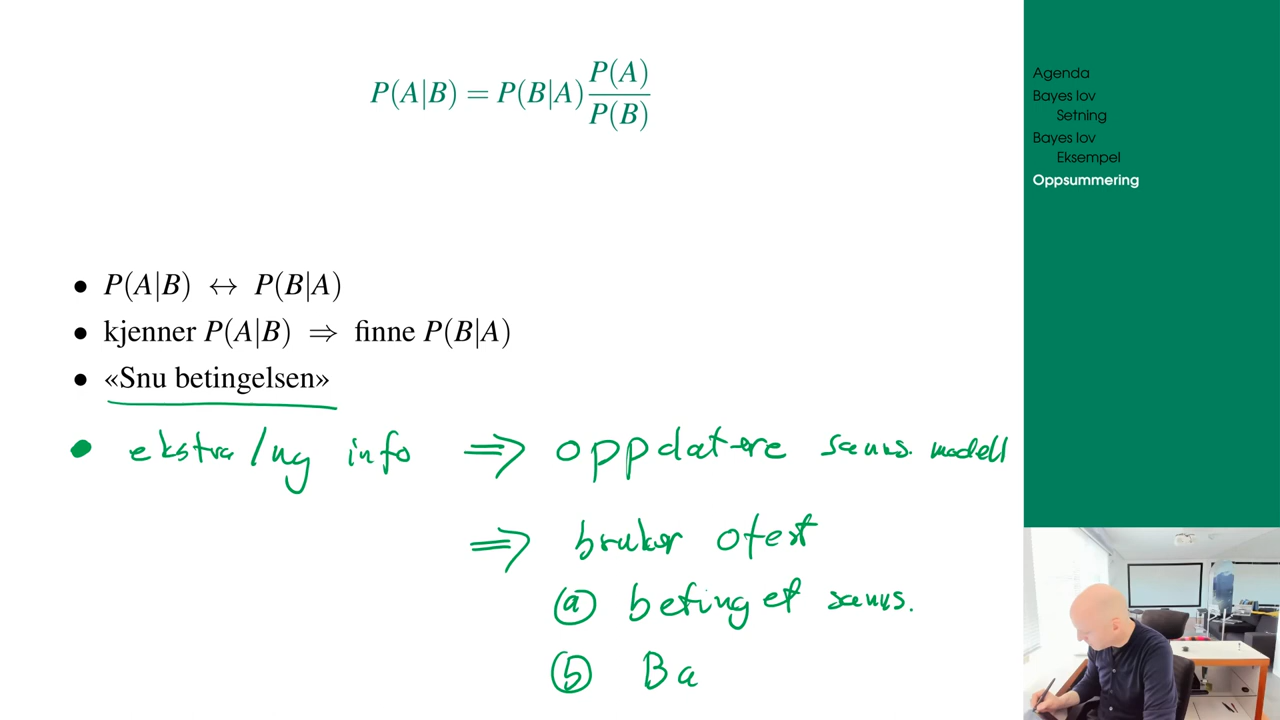 P(A|B) = P(B|A) P(A)/P(B)
• P(A|B) ↔ P(B|A)
• kjenner P(A|B) ⇒ finne P(B|A)
• «Snu betingelsen»
• ekstra/ny info ⇒ oppdatere sanns. modell
⇒ bruker oftest
(a) betinget sanns.
(b) Ba
Agenda
Bayes lov
Setning
Bayes lov
Eksempel
Oppsummering